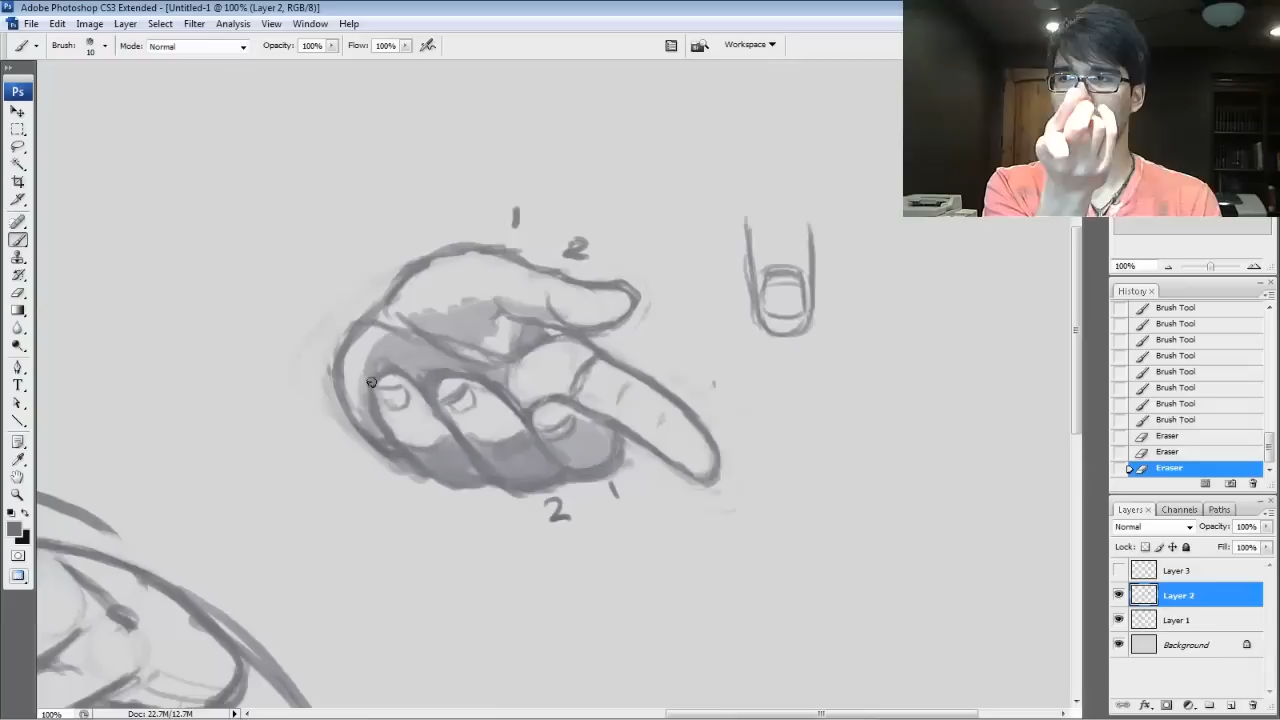 Adobe Photoshop CS3 Extended - [Untitled-1 @ 100% (Layer 2, RGB/8)]
File Edit Image Layer Select Filter Analysis View Window Help
Brush: 10 Mode: Normal Opacity: 100% Flow: 100% Workspace
Ps
1
2
2
1
100%
History
Brush Tool
Brush Tool
Brush Tool
Brush Tool
Brush Tool
Brush Tool
Brush Tool
Brush Tool
Eraser
Eraser
Eraser
Layers Channels Paths
Normal Opacity: 100%
Lock: Fill: 100%
Layer 3
Layer 2
Layer 1
Background
100% Doc: 22.7M/12.7M